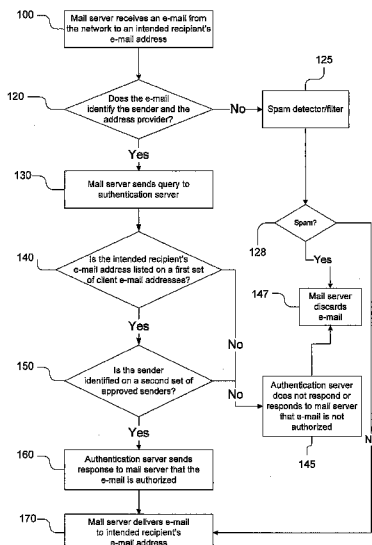 100
Mail server receives an e-mail from
the network to an intended recipient's
e-mail address
120
Does the e-mail
identify the sender and the
address provider?
No
125
Spam detector/filter
Yes
130
Mail server sends query to
authentication server
Spam?
128
Yes
140
Is the intended recipient's
e-mail address listed on a first set
of client e-mail addresses?
147
Mail server
discards
e-mail
Yes
No
150
Is the sender
identified on a second set of
approved senders?
No
Authentication server
does not respond or
responds to mail server
that e-mail is not
authorized
145
N
Yes
160
Authentication server sends
response to mail server that the
e-mail is authorized
170
Mail server delivers e-mail
to intended recipient's
e-mail address